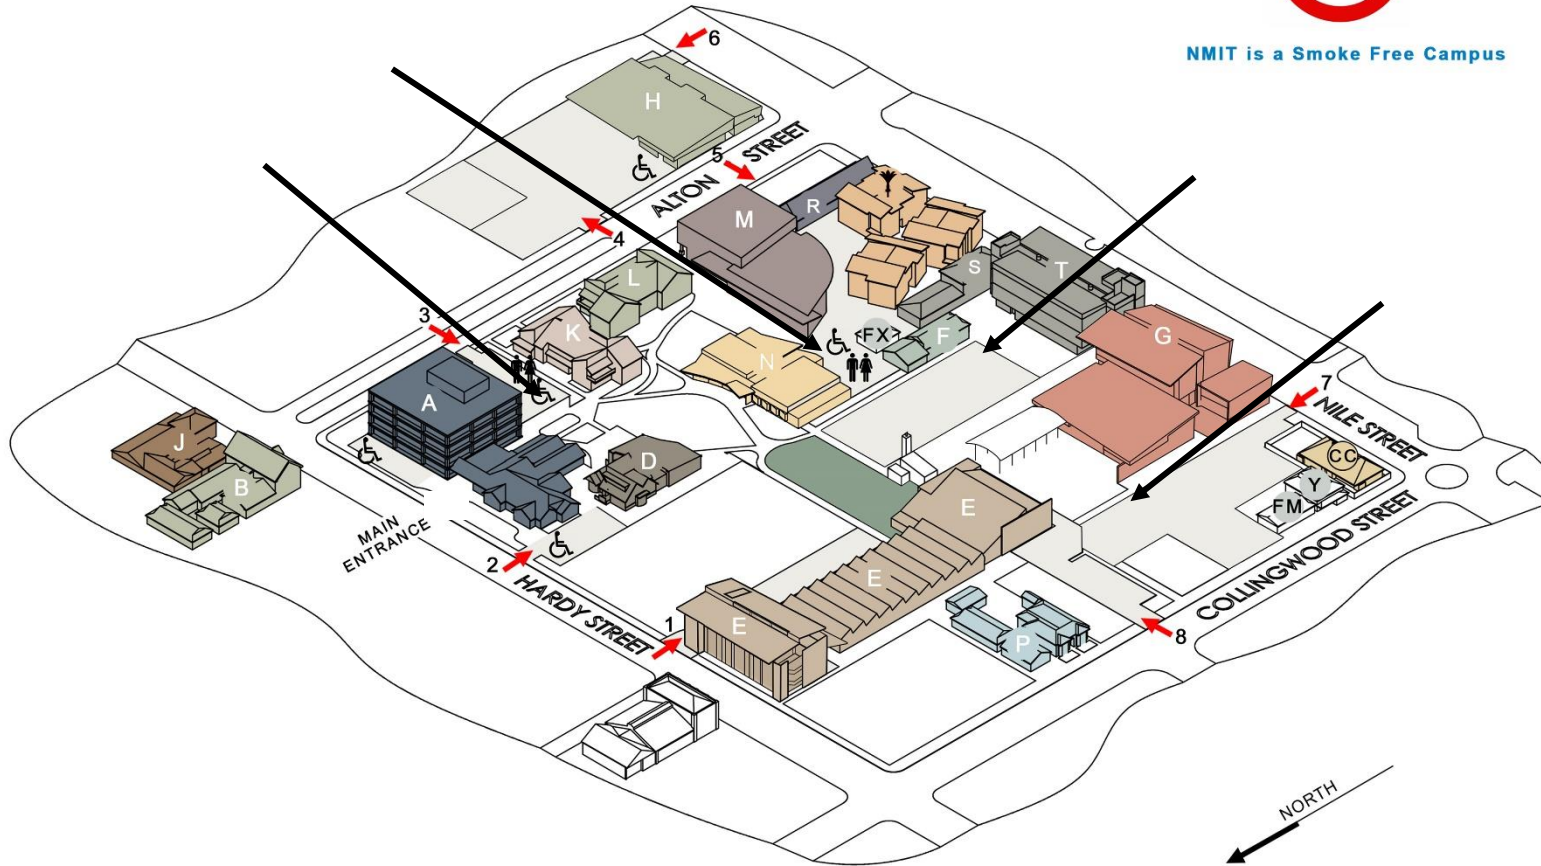 NMIT is a Smoke Free Campus
6
H
5
ALTON STREET
4
R
M
S
T
L
3
K
FX
F
G
N
A
7
NILE STREET
J
B
D
CC
Y
FM
E
MAIN
ENTRANCE
2
HARDY STREET
E
COLLINGWOOD STREET
1
E
P
8
NORTH